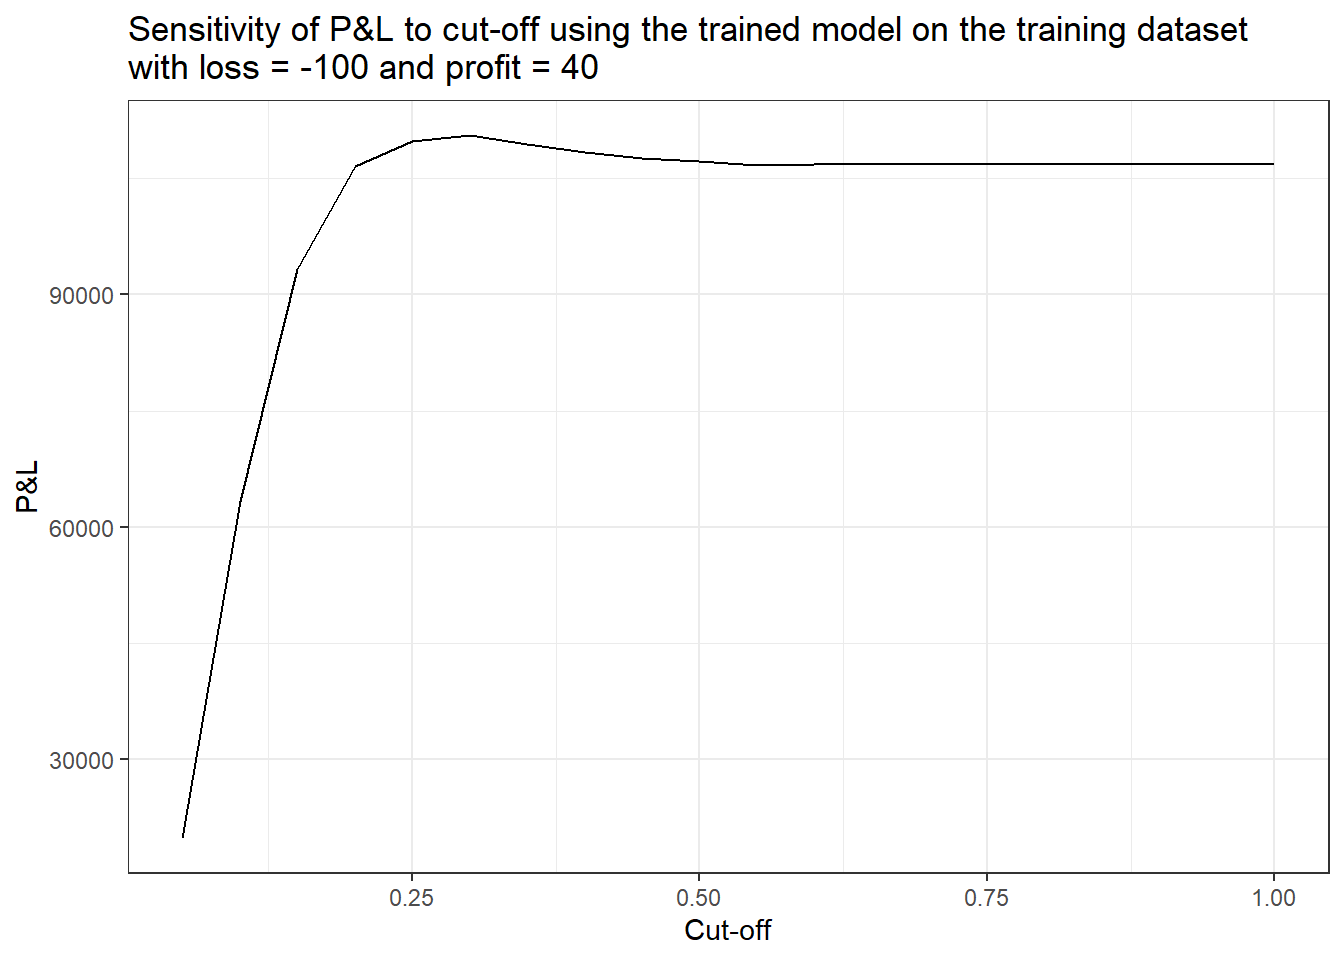 Sensitivity of P&L to cut-off using the trained model on the training dataset
with loss = -100 and profit = 40
P&L
90000
60000
30000
0.25
0.50
0.75
1.00
Cut-off